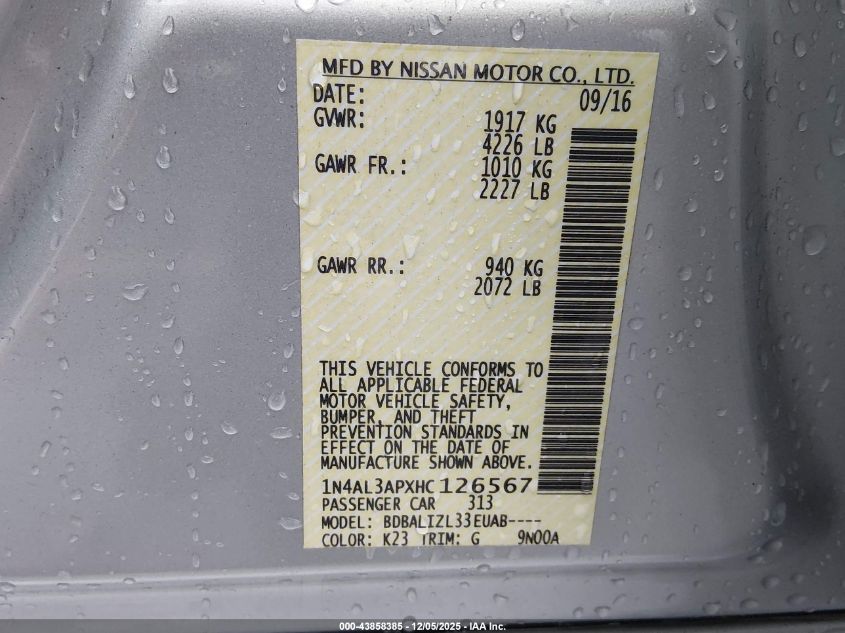 MFD BY NISSAN MOTOR CO., LTD.
DATE: 09/16
GVWR: 1917 KG
4226 LB
GAWR FR.: 1010 KG
2227 LB
GAWR RR.: 940 KG
2072 LB
THIS VEHICLE CONFORMS TO
ALL APPLICABLE FEDERAL
MOTOR VEHICLE SAFETY,
BUMPER, AND THEFT
PREVENTION STANDARDS IN
EFFECT ON THE DATE OF
MANUFACTURE SHOWN ABOVE.
1N4AL3APXHC126567
PASSENGER CAR 313
MODEL: BDBALIZL33EUAB----
COLOR: K23 TRIM: G 9N00A
000-43858385 - 12/05/2025 - IAA Inc.